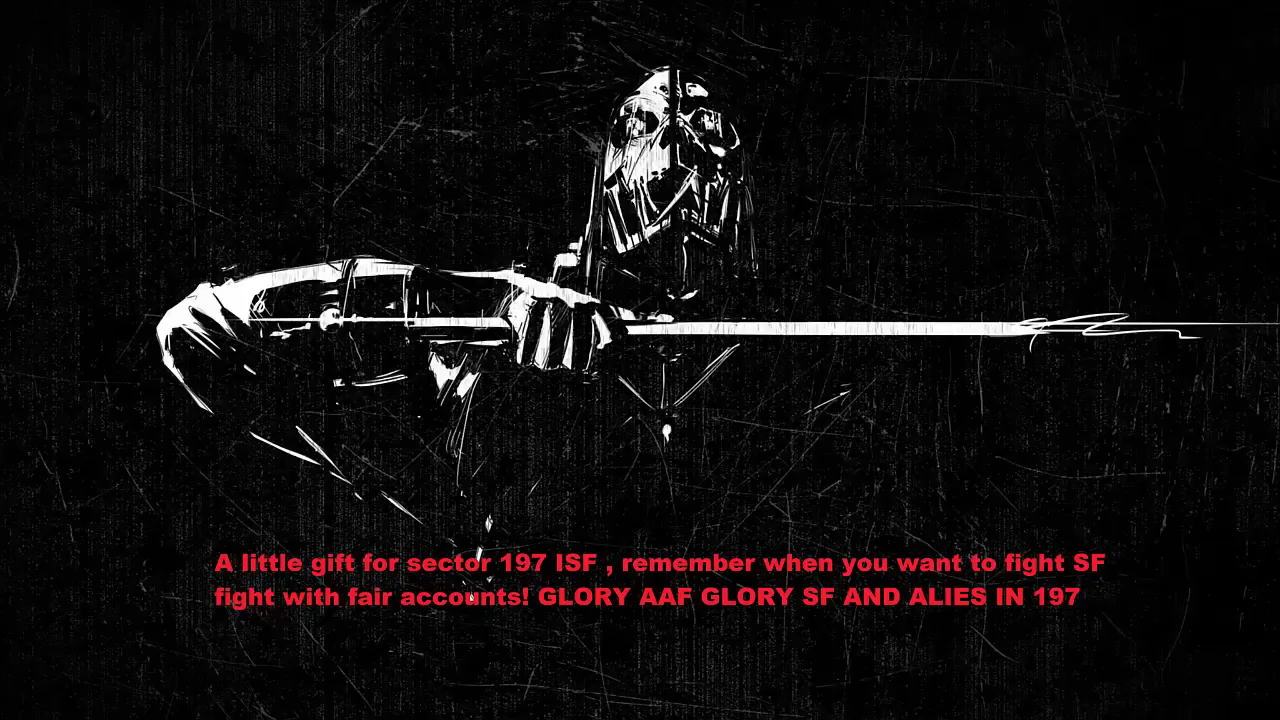 A little gift for sector 197 ISF , remember when you want to fight SF
fight with fair accounts! GLORY AAF GLORY SF AND ALIES IN 197